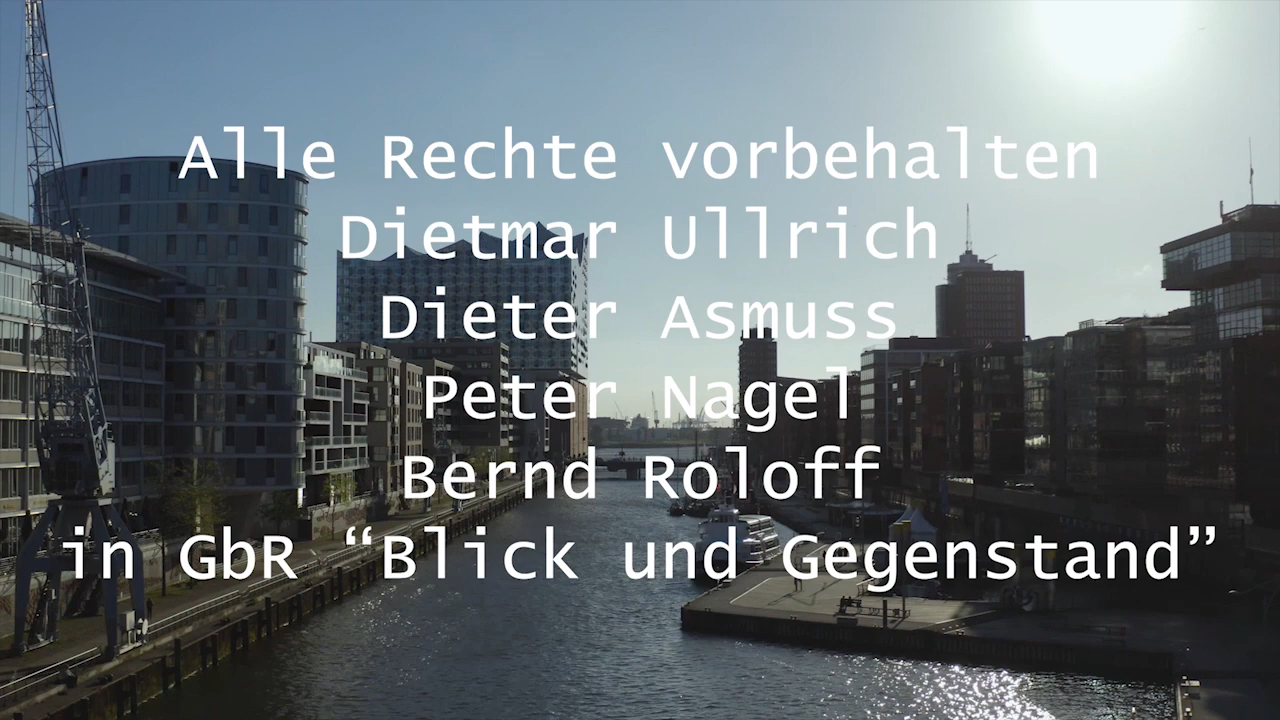 Alle Rechte vorbehalten
Dietmar Ullrich
Dieter Asmuss
Peter Nagel
Bernd Roloff
in GbR “Blick und Gegenstand”